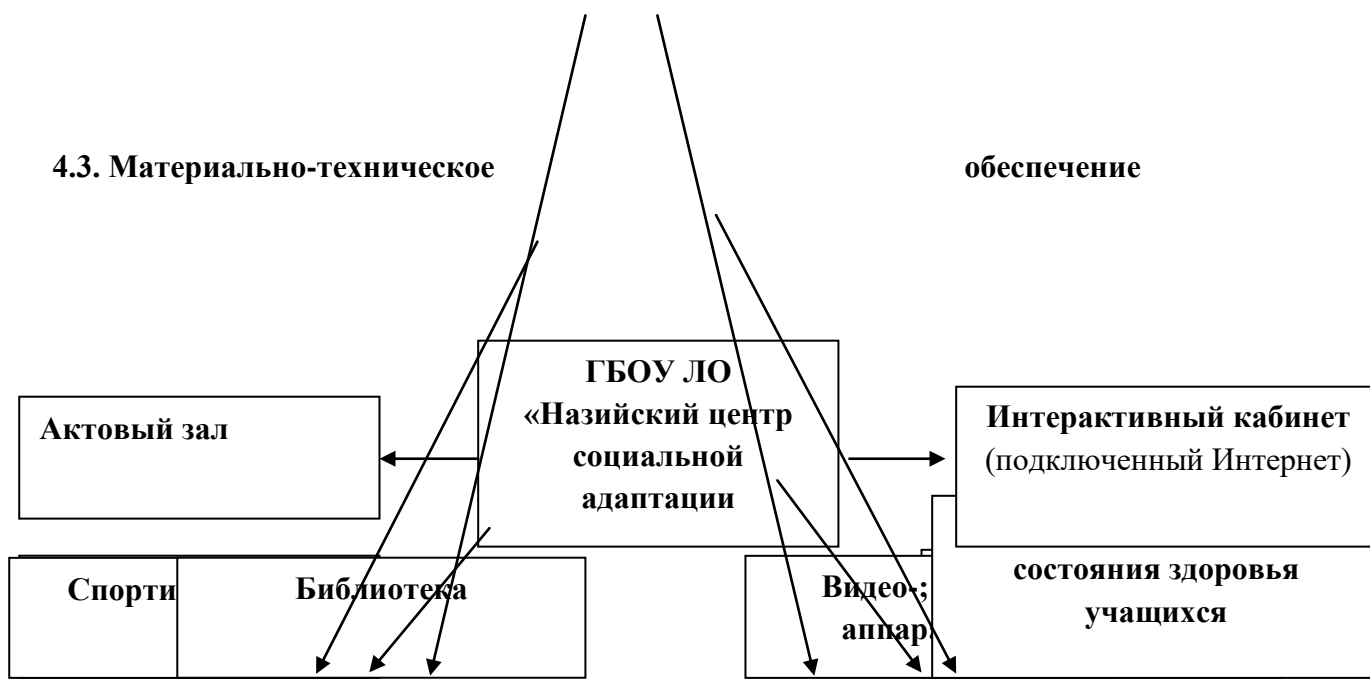 4.3. Материально-техническое обеспечение
ГБОУ ЛО
«Назийский центр
социальной
адаптации
Актовый зал
Интерактивный кабинет
(подключенный Интернет)
Библиотека
Видео-;
состояния здоровья
учащихся